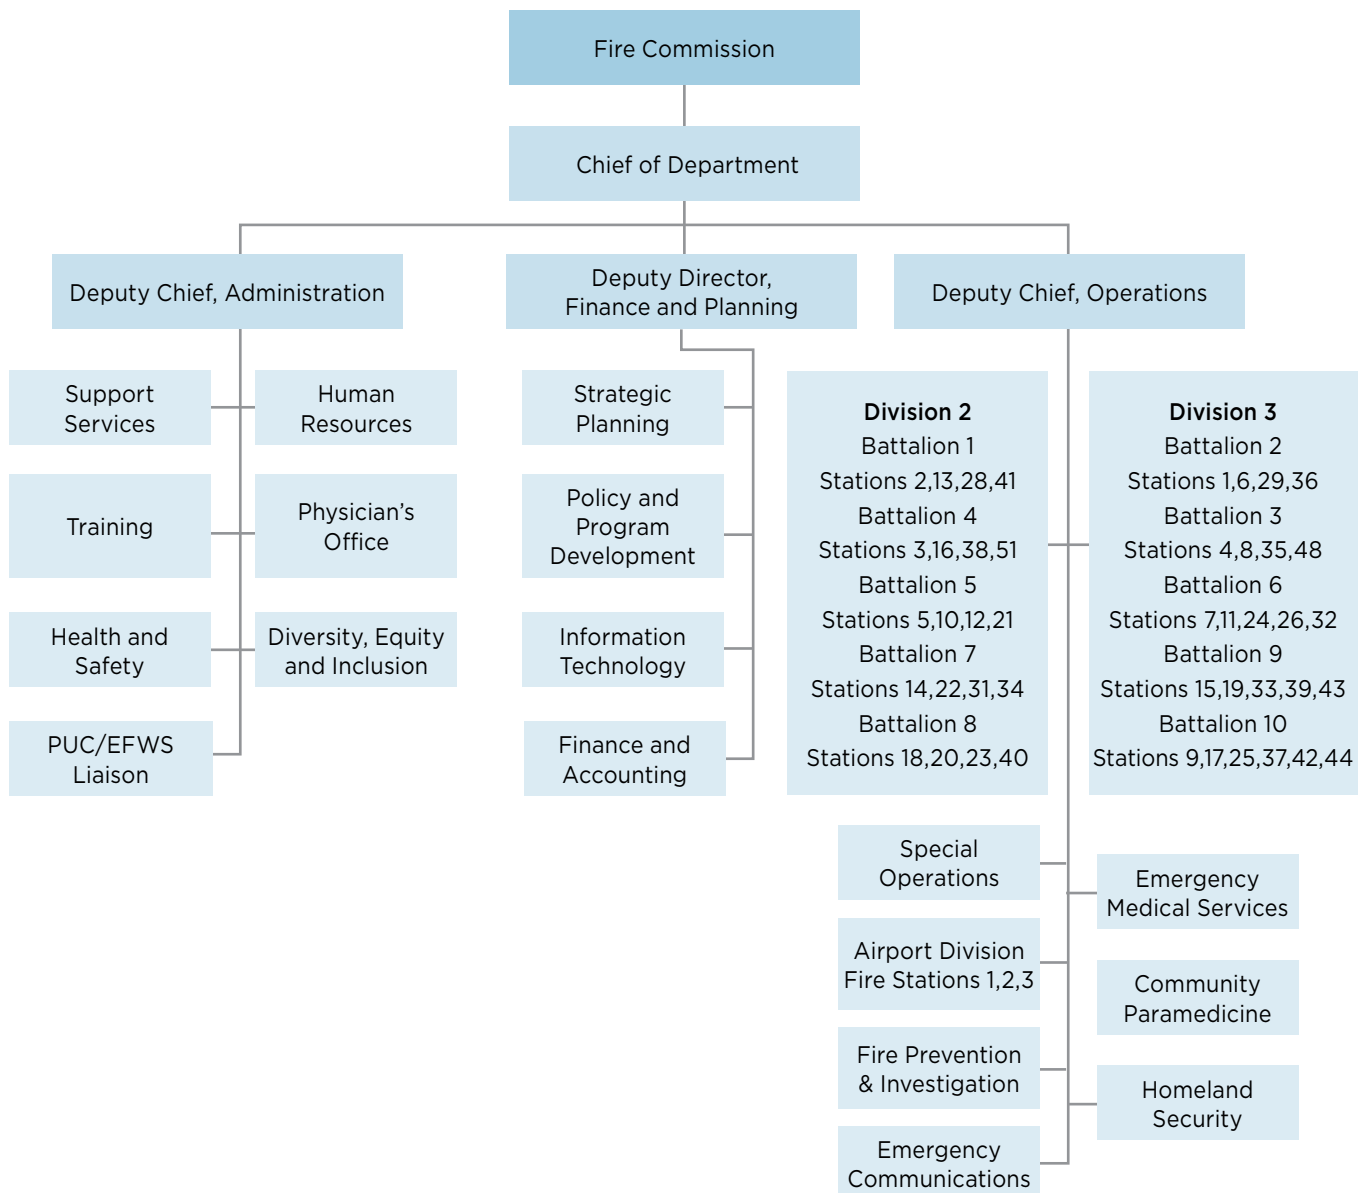 Fire Commission
Chief of Department
Deputy Chief, Administration
Support
Services
Human
Resources
Training
Physician’s
Office
Health and
Safety
Diversity, Equity
and Inclusion
PUC/EFWS
Liaison
Deputy Director,
Finance and Planning
Strategic
Planning
Policy and
Program
Development
Information
Technology
Finance and
Accounting
Deputy Chief, Operations
Division 2
Battalion 1
Stations 2,13,28,41
Battalion 4
Stations 3,16,38,51
Battalion 5
Stations 5,10,12,21
Battalion 7
Stations 14,22,31,34
Battalion 8
Stations 18,20,23,40
Division 3
Battalion 2
Stations 1,6,29,36
Battalion 3
Stations 4,8,35,48
Battalion 6
Stations 7,11,24,26,32
Battalion 9
Stations 15,19,33,39,43
Battalion 10
Stations 9,17,25,37,42,44
Special
Operations
Emergency
Medical Services
Airport Division
Fire Stations 1,2,3
Community
Paramedicine
Fire Prevention
& Investigation
Homeland
Security
Emergency
Communications